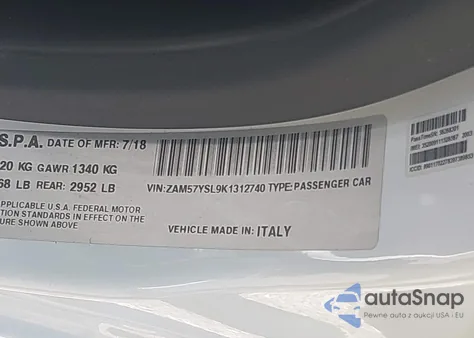 S.P.A. DATE OF MFR: 7/18
20 KG GAWR 1340 KG
68 LB REAR: 2952 LB
VIN:ZAM57YSL9K1312740 TYPE:PASSENGER CAR
APPLICABLE U.S.A. FEDERAL MOTOR
TION STANDARDS IN EFFECT ON THE
URE SHOWN ABOVE
VEHICLE MADE IN ITALY
autoSnap
Pewne auta z aukcji USA i EU